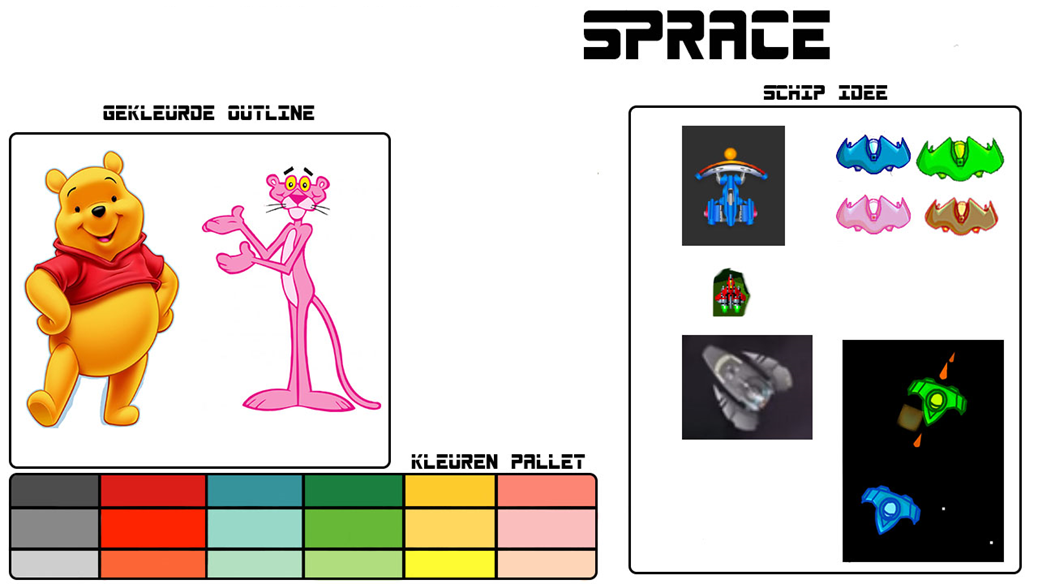 SPRACE
SCHIP IDEE
GEKLEURDE OUTLINE
KLEUREN PALLET